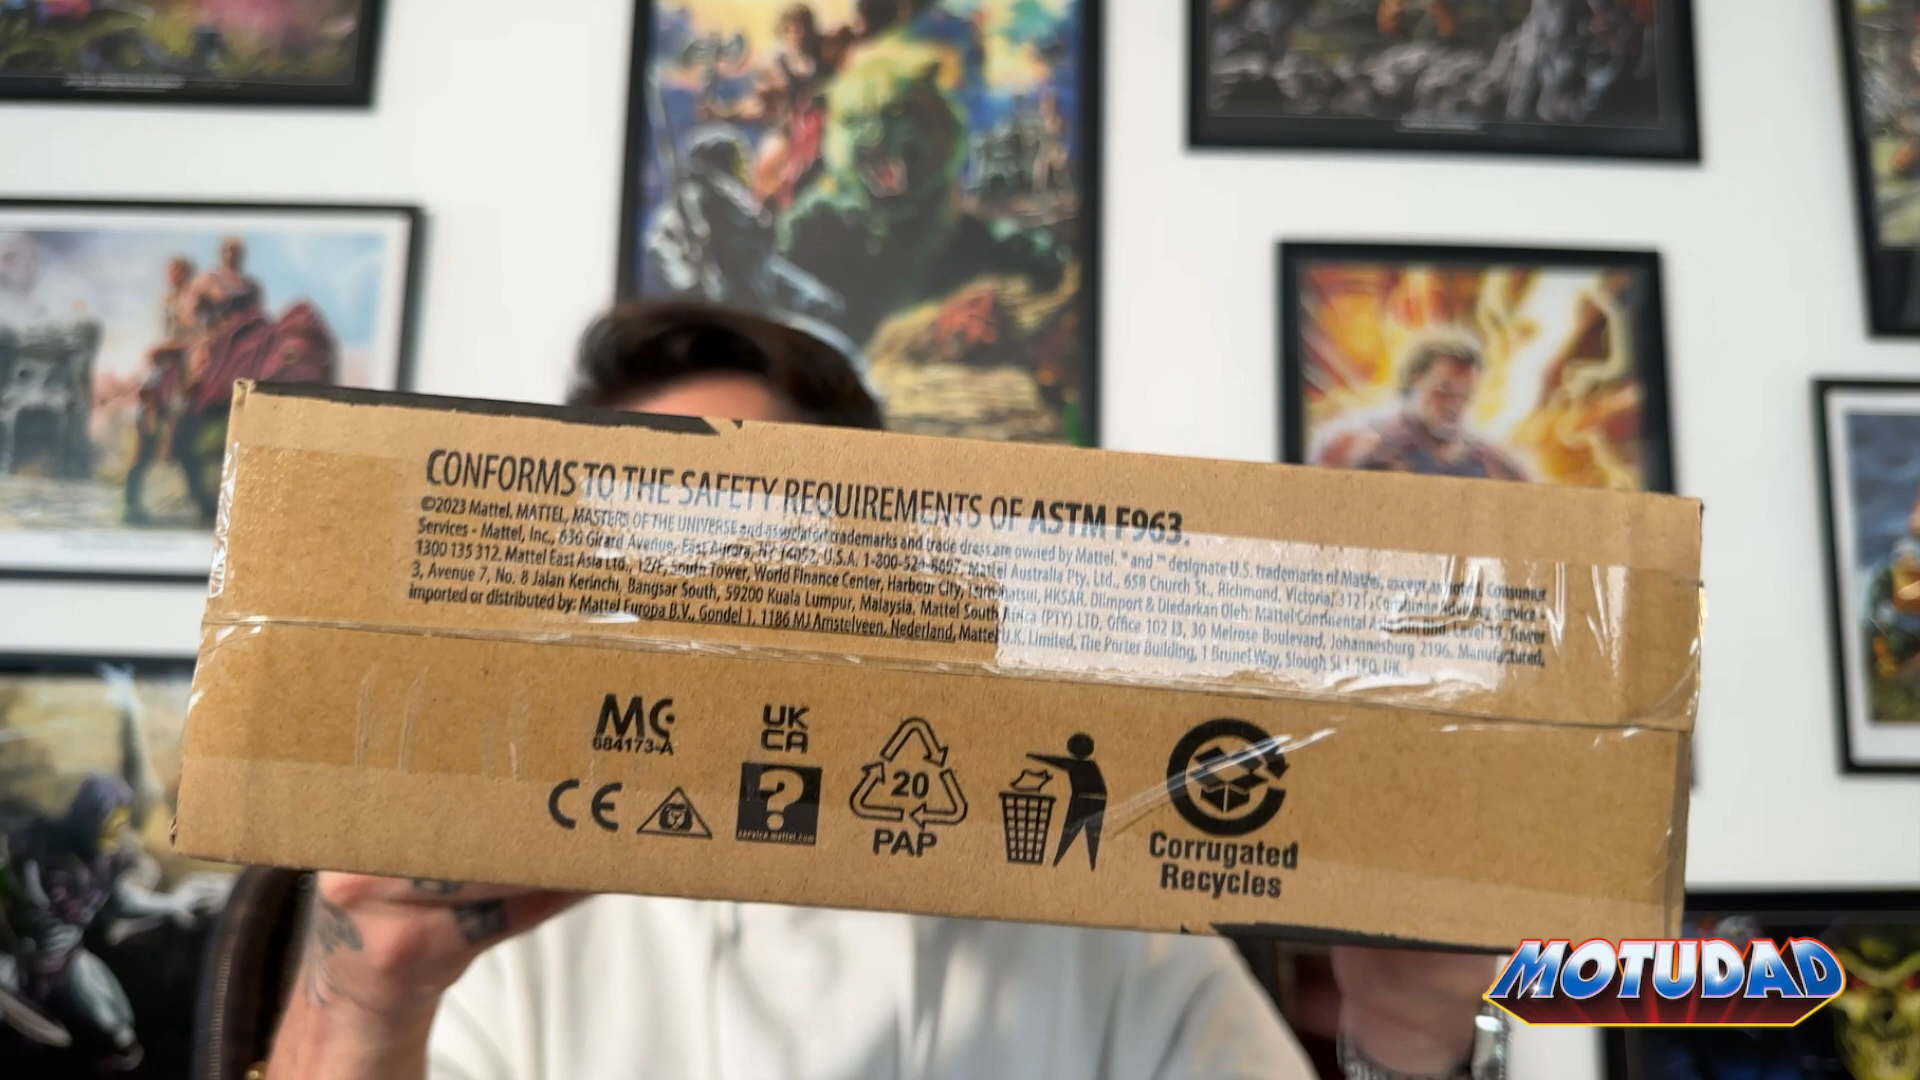 CONFORMS TO THE SAFETY REQUIREMENTS OF ASTM F963.
©2023 Mattel. MATTEL, MASTERS OF THE UNIVERSE and associated trademarks and trade dress are owned by Mattel. ® and ™ designate U.S. trademarks of Mattel, except as noted. Consumer
Services - Mattel, Inc., 636 Girard Avenue, East Aurora, NY 14052, U.S.A. 1-800-524-8697. Mattel Australia Pty. Ltd., 658 Church St., Richmond, Victoria, 3121. Consumer Advisory Service -
1300 135 312. Mattel East Asia Ltd., 12/F, South Tower, World Finance Center, Harbour City, Tsimshatsui, HKSAR. Diimport & Diedarkan Oleh: Mattel Continental Asia Sdn Bhd. Level 19, Tower
3, Avenue 7, No. 8 Jalan Kerinchi, Bangsar South, 59200 Kuala Lumpur, Malaysia. Mattel South Africa (PTY) LTD, Office 102 I3, 30 Melrose Boulevard, Johannesburg 2196. Manufactured,
imported or distributed by: Mattel Europa B.V., Gondel 1, 1186 MJ Amstelveen, Nederland. Mattel U.K. Limited, The Porter Building, 1 Brunel Way, Slough SL1 1FQ, UK.
MC
684173-A
UK
CA
CE
?
service.mattel.com
20
PAP
Corrugated
Recycles
MOTUDAD